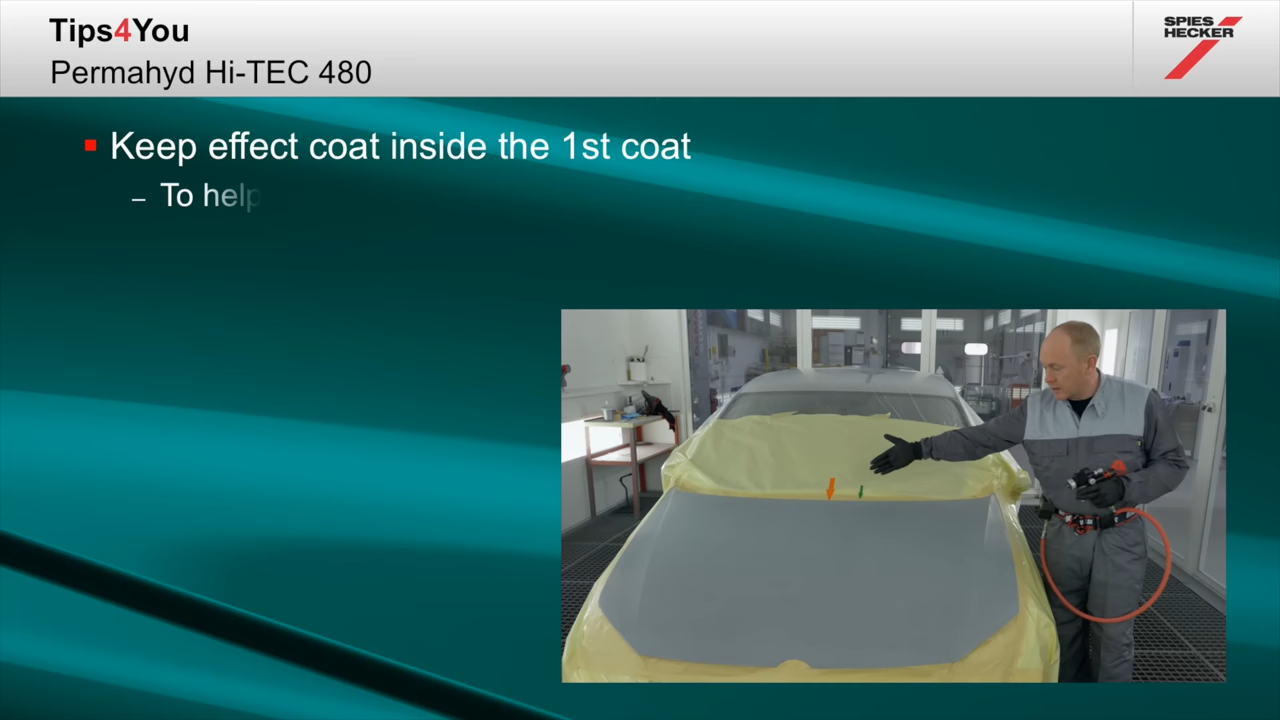 Tips4You
Permahyd Hi-TEC 480
SPIES
HECKER
Keep effect coat inside the 1st coat
– To help